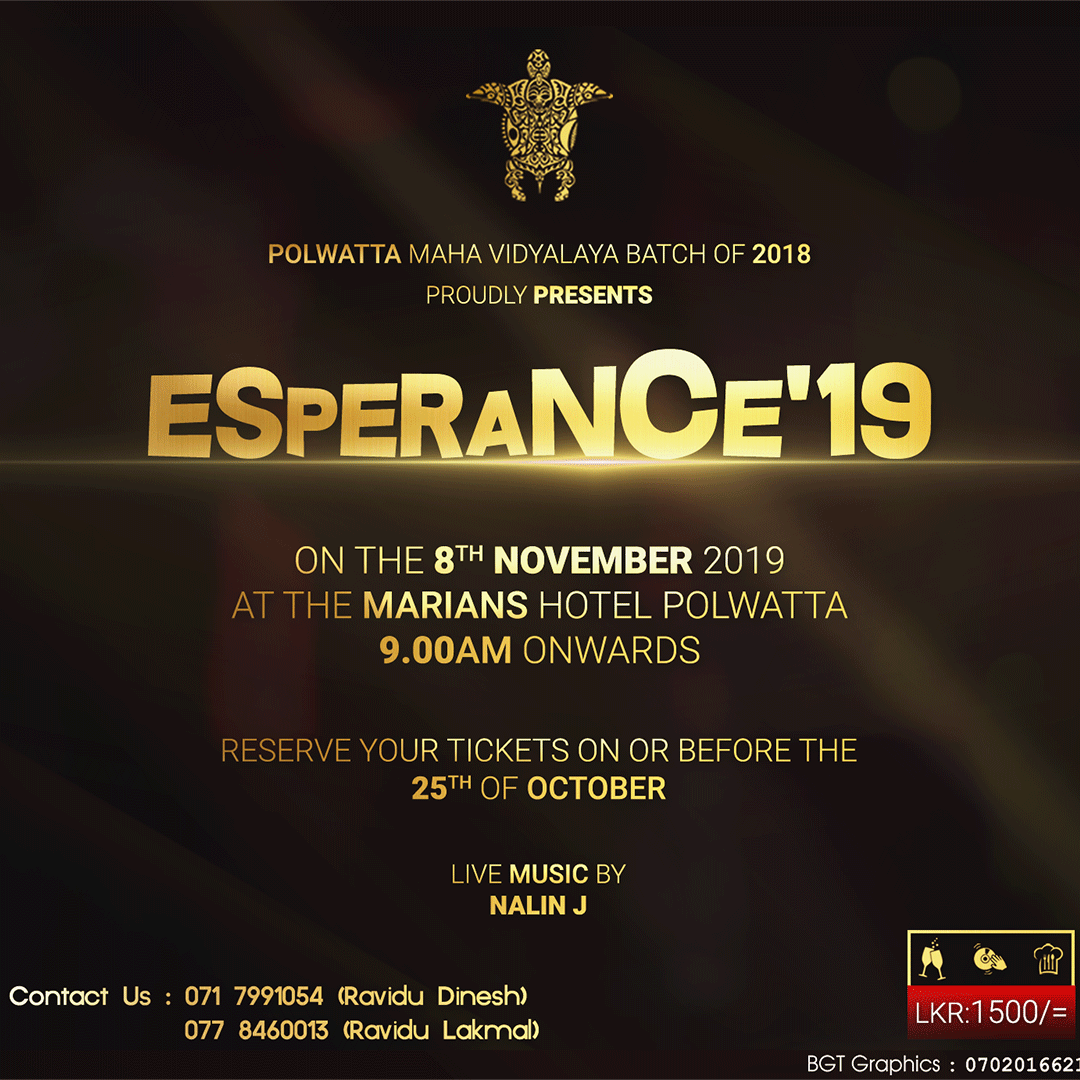 POLWATTA MAHA VIDYALAYA BATCH OF 2018
PROUDLY PRESENTS
ESPERANCE'19
ON THE 8TH NOVEMBER 2019
AT THE MARIANS HOTEL POLWATTA
9.00AM ONWARDS
RESERVE YOUR TICKETS ON OR BEFORE THE
25TH OF OCTOBER
LIVE MUSIC BY
NALIN J
Contact Us : 071 7991054 (Ravidu Dinesh)
077 8460013 (Ravidu Lakmal)
LKR:1500/=
BGT Graphics : 0702016621